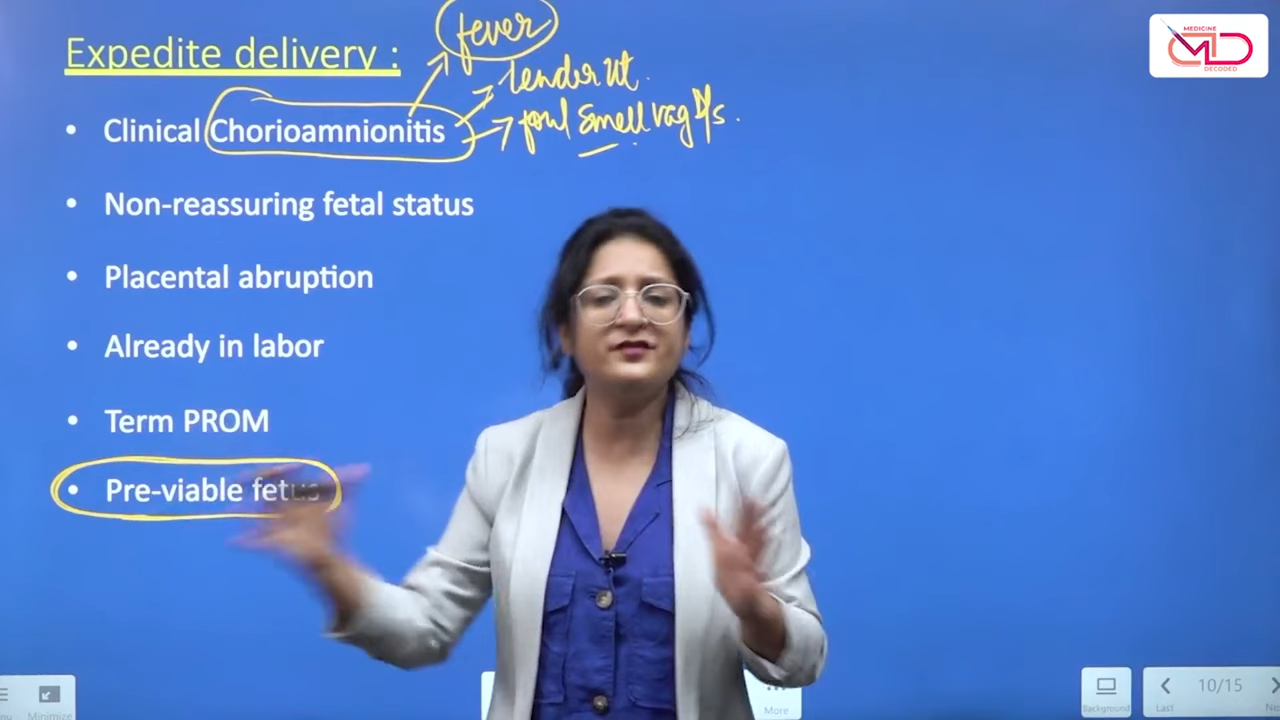 fever
MEDICINE
MD
DECODED
Expedite delivery :
tender ut.
foul smell vag D/s.
• Clinical Chorioamnionitis
• Non-reassuring fetal status
• Placental abruption
• Already in labor
• Term PROM
• Pre-viable fetus
Minimize
More
Background
Last
10/15